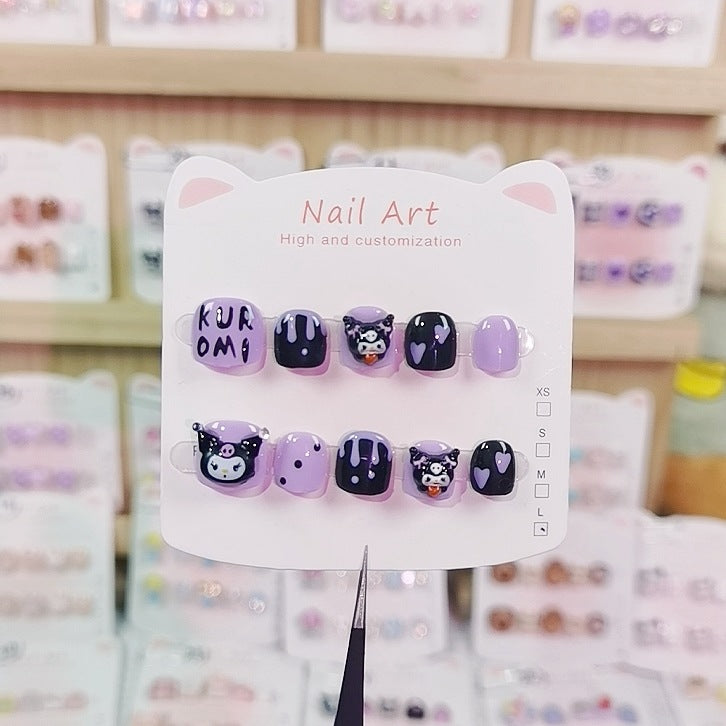 Nail Art
High and customization
KUR
OMI
XS
S
M
L